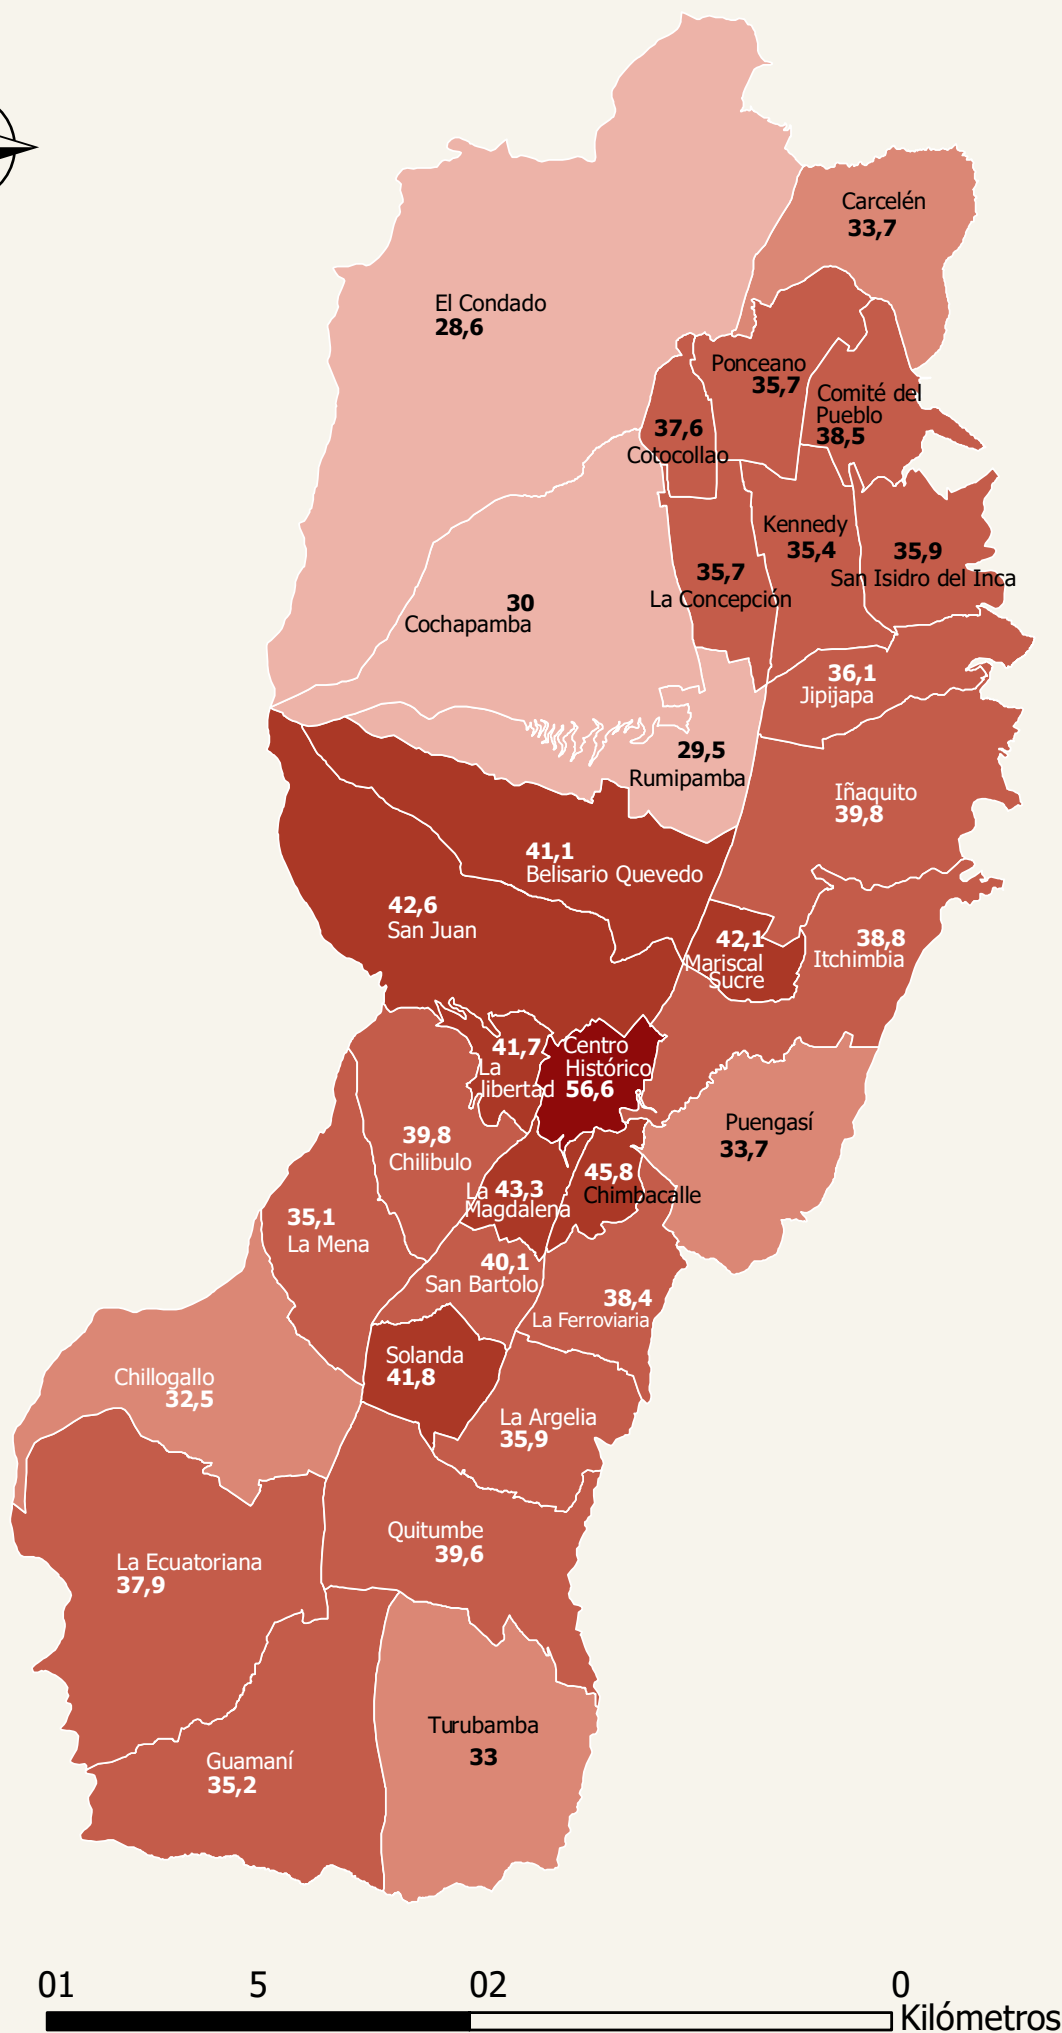 Carcelén
33,7
El Condado
28,6
Ponceano
35,7
Comité del
Pueblo
38,5
37,6
Cotocollao
Kennedy
35,4
35,9
San Isidro del Inca
35,7
La Concepción
30
Cochapamba
36,1
Jipijapa
29,5
Rumipamba
Iñaquito
39,8
41,1
Belisario Quevedo
42,6
San Juan
42,1
Mariscal
Sucre
38,8
Itchimbia
41,7
La
libertad
Centro
Histórico
56,6
Puengasí
33,7
39,8
Chilibulo
La 43,3
Magdalena
45,8
Chimbacalle
35,1
La Mena
40,1
San Bartolo
38,4
La Ferroviaria
Solanda
41,8
Chillogallo
32,5
La Argelia
35,9
Quitumbe
39,6
La Ecuatoriana
37,9
Turubamba
33
Guamaní
35,2
01 5 02 0
Kilómetros